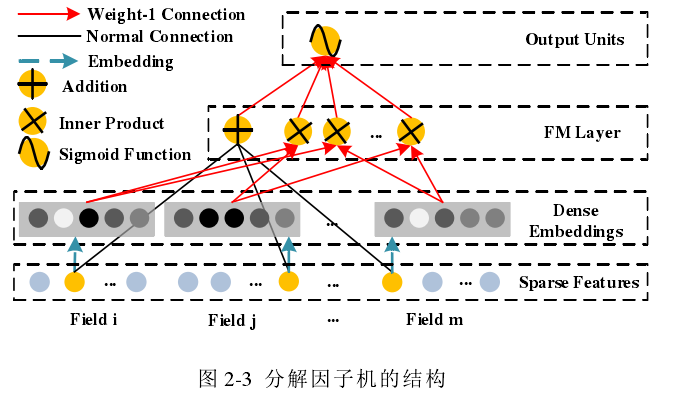 Weight-1 Connection
Normal Connection
Embedding
Addition
Inner Product
Sigmoid Function
Output Units
...
FM Layer
...
Dense
Embeddings
... ... ... ... Sparse Features
Field i Field j ... Field m
图 2-3 分解因子机的结构